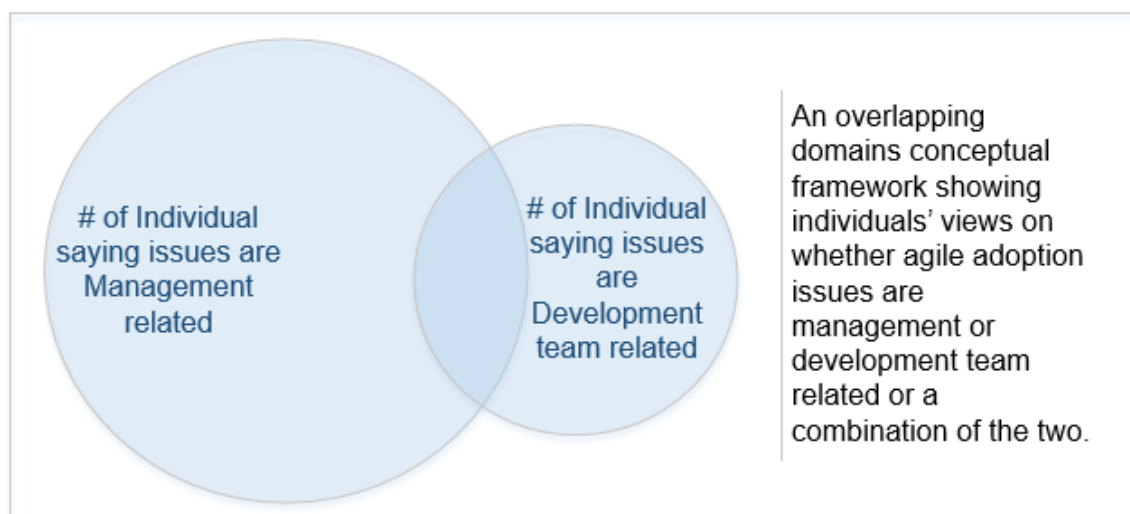 # of Individual
saying issues are
Management
related
# of Individual
saying issues
are
Development
team related
An overlapping
domains conceptual
framework showing
individuals’ views on
whether agile adoption
issues are
management or
development team
related or a
combination of the two.